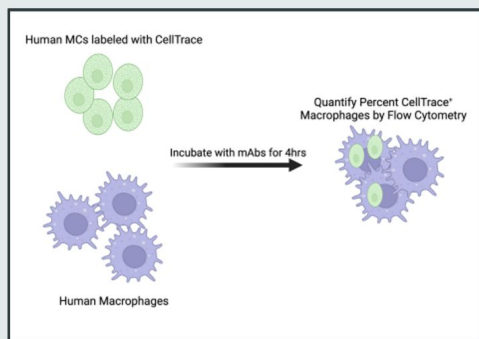 Human MCs labeled with CellTrace
Quantify Percent CellTrace⁺
Macrophages by Flow Cytometry
Incubate with mAbs for 4hrs
Human Macrophages